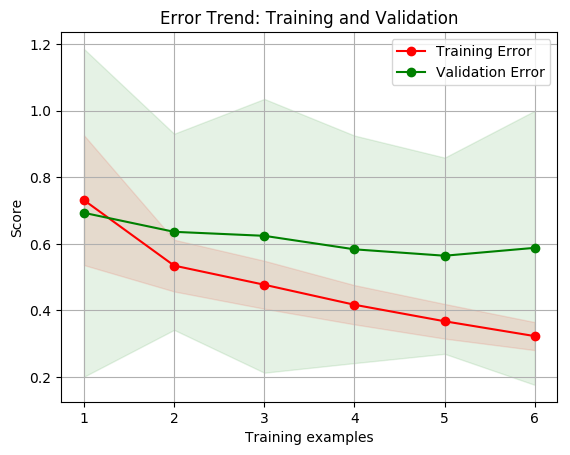 Error Trend: Training and Validation
Training Error
Validation Error
Score
1.2
1.0
0.8
0.6
0.4
0.2
1 2 3 4 5 6
Training examples